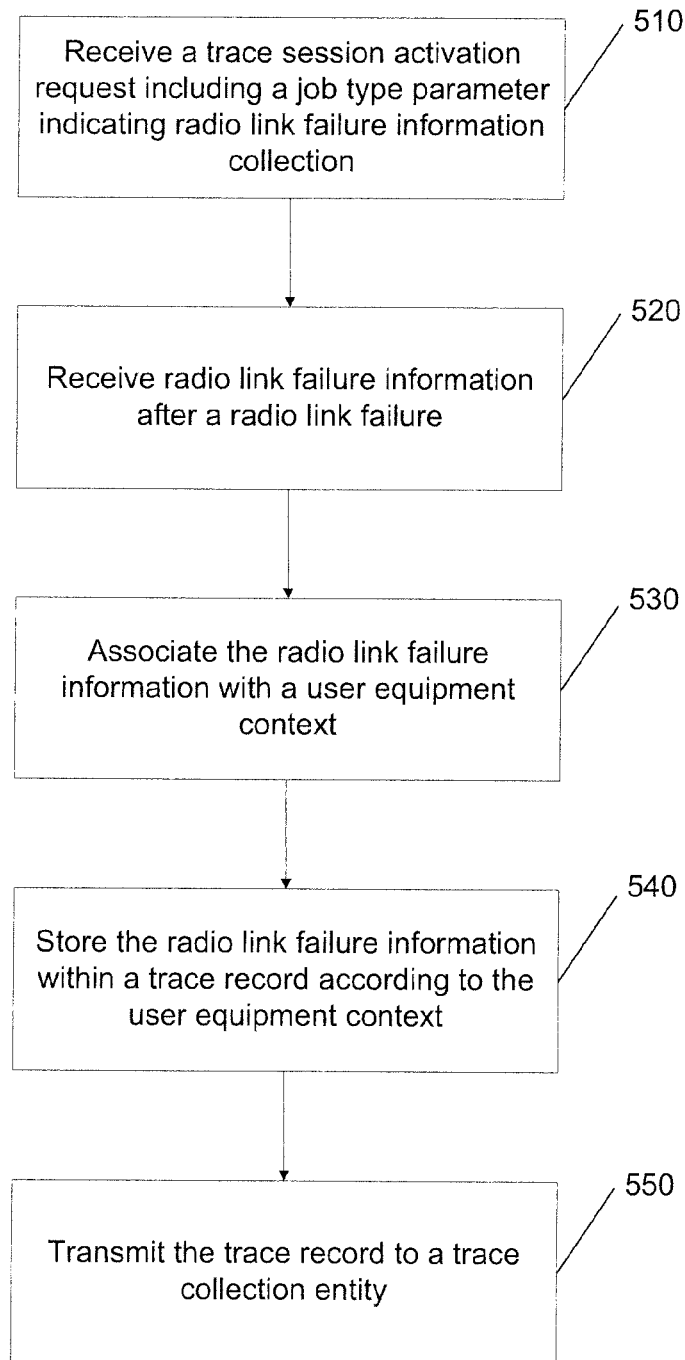 510
Receive a trace session activation
request including a job type parameter
indicating radio link failure information
collection
520
Receive radio link failure information
after a radio link failure
530
Associate the radio link failure
information with a user equipment
context
540
Store the radio link failure information
within a trace record according to the
user equipment context
550
Transmit the trace record to a trace
collection entity